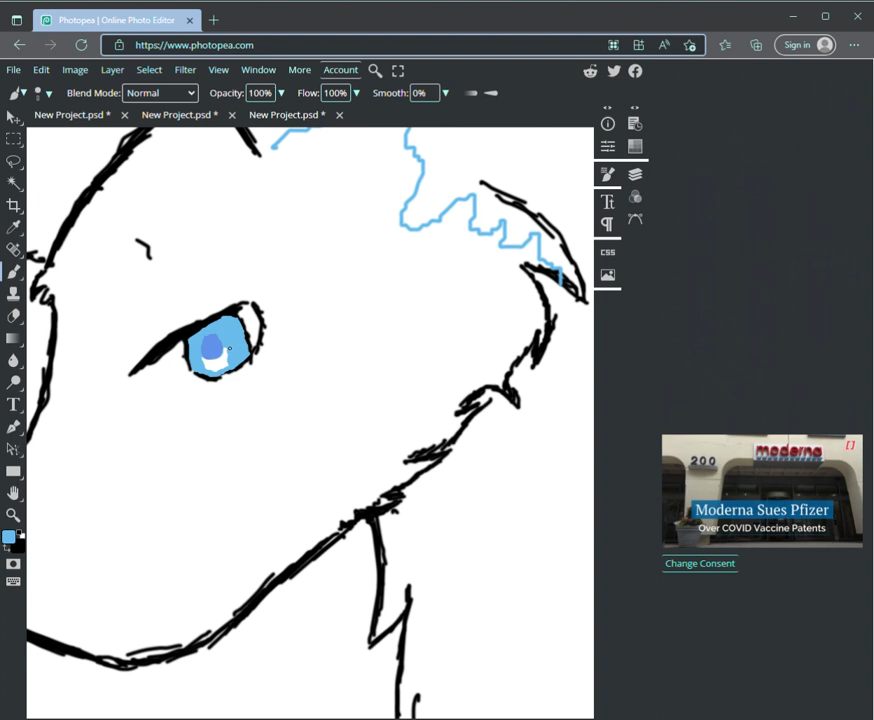 Photopea | Online Photo Editor
https://www.photopea.com
Sign in
File Edit Image Layer Select Filter View Window More Account
Blend Mode: Normal Opacity: 100% Flow: 100% Smooth: 0%
New Project.psd * New Project.psd * New Project.psd *
CSS
200
moderna
Moderna Sues Pfizer
Over COVID Vaccine Patents
Change Consent